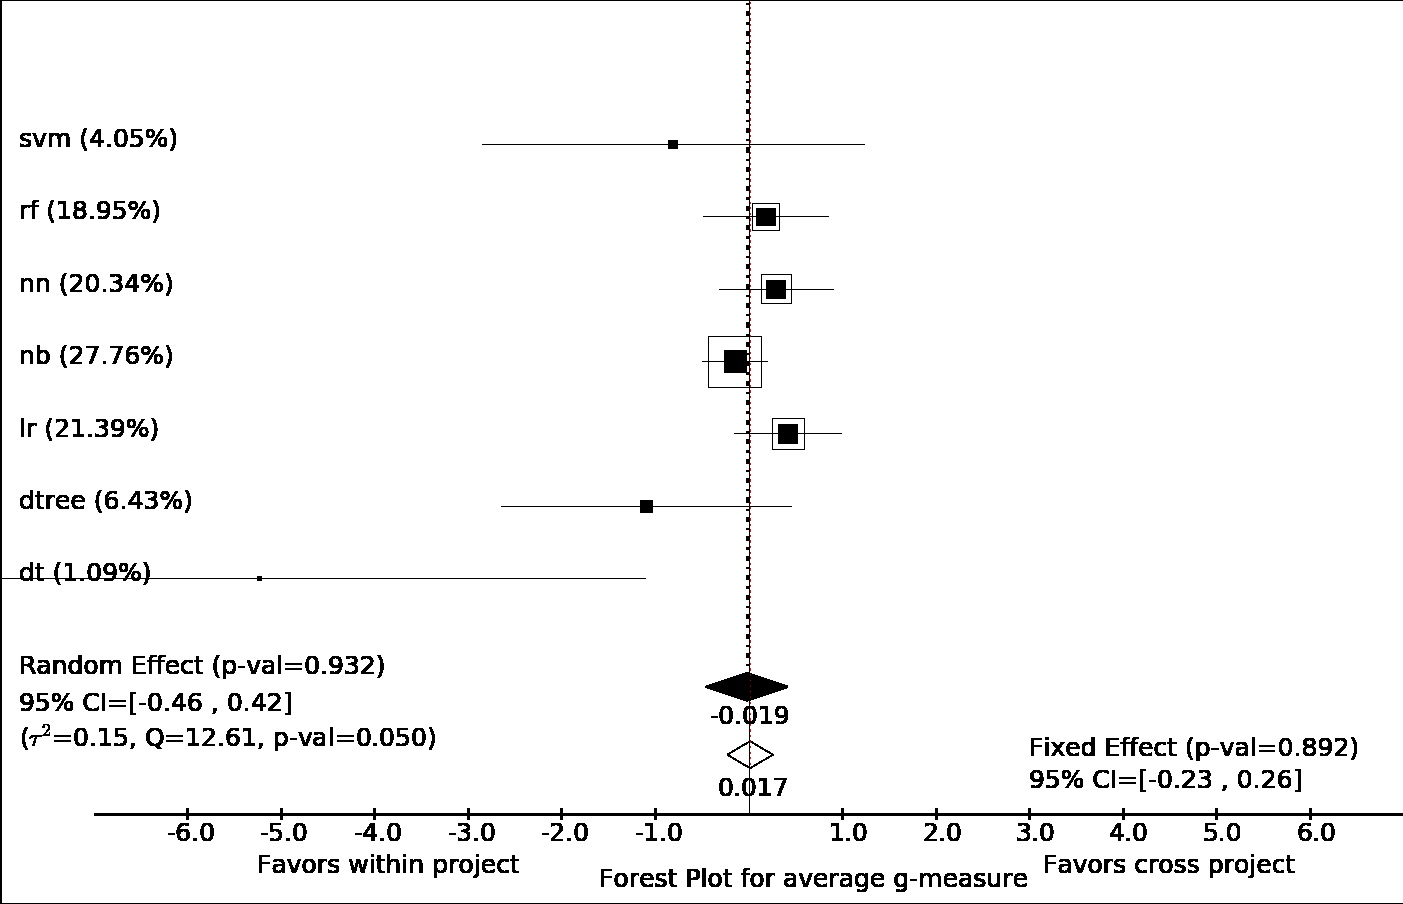 svm (4.05%)
rf (18.95%)
nn (20.34%)
nb (27.76%)
lr (21.39%)
dtree (6.43%)
dt (1.09%)
Random Effect (p-val=0.932)
95% CI=[-0.46 , 0.42]
(τ²=0.15, Q=12.61, p-val=0.050)
-0.019
0.017
Fixed Effect (p-val=0.892)
95% CI=[-0.23 , 0.26]
-6.0 -5.0 -4.0 -3.0 -2.0 -1.0 1.0 2.0 3.0 4.0 5.0 6.0
Favors within project
Forest Plot for average g-measure
Favors cross project